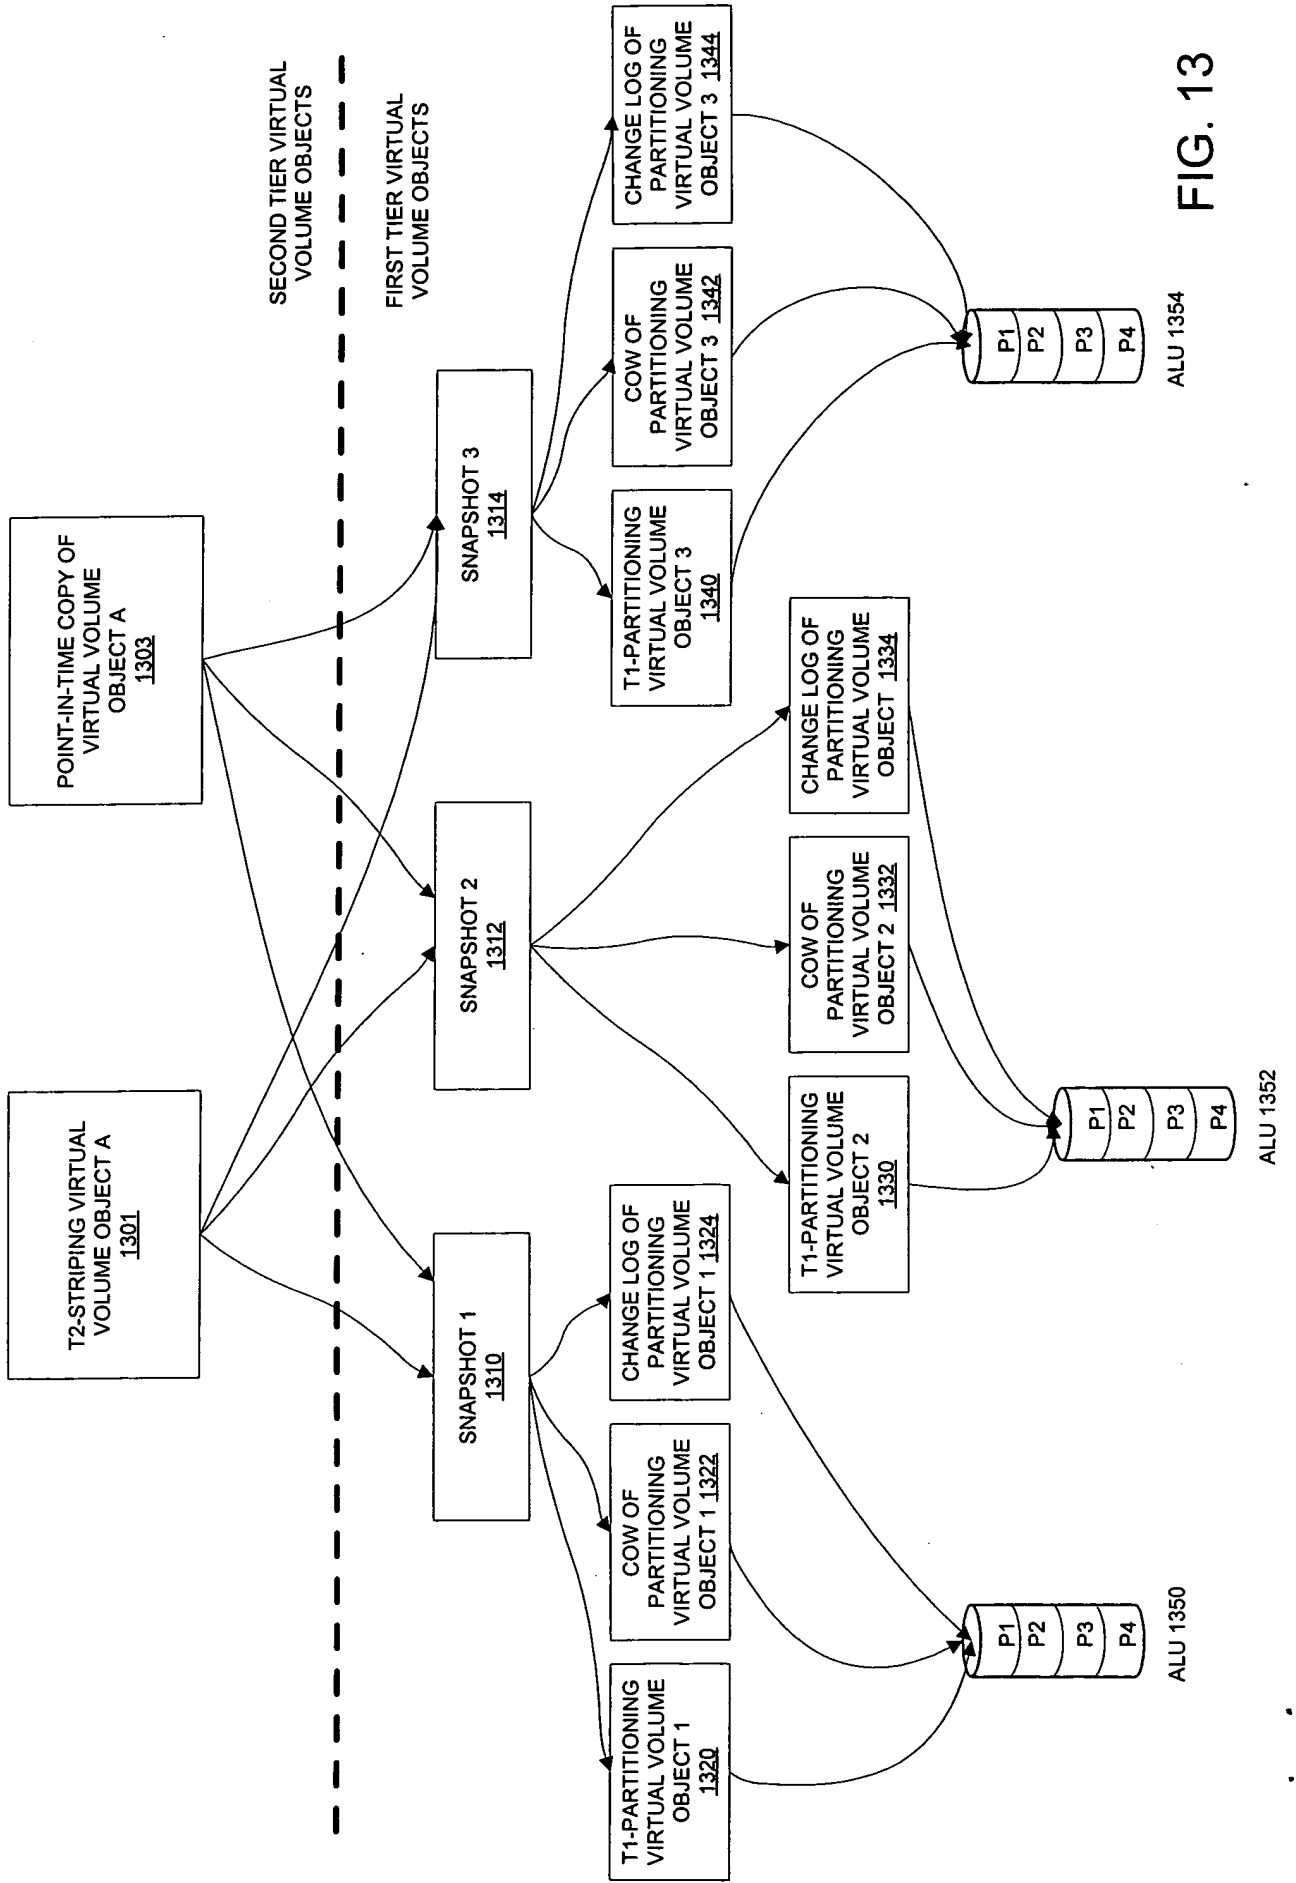 T2-STRIPING VIRTUAL
VOLUME OBJECT A
1301
POINT-IN-TIME COPY OF
VIRTUAL VOLUME
OBJECT A
1303
SECOND TIER VIRTUAL
VOLUME OBJECTS
FIRST TIER VIRTUAL
VOLUME OBJECTS
SNAPSHOT 1
1310
SNAPSHOT 2
1312
SNAPSHOT 3
1314
T1-PARTITIONING
VIRTUAL VOLUME
OBJECT 1
1320
COW OF
PARTITIONING
VIRTUAL VOLUME
OBJECT 1 1322
CHANGE LOG OF
PARTITIONING
VIRTUAL VOLUME
OBJECT 1 1324
T1-PARTITIONING
VIRTUAL VOLUME
OBJECT 2
1330
COW OF
PARTITIONING
VIRTUAL VOLUME
OBJECT 2 1332
CHANGE LOG OF
PARTITIONING
VIRTUAL VOLUME
OBJECT 1334
T1-PARTITIONING
VIRTUAL VOLUME
OBJECT 3
1340
COW OF
PARTITIONING
VIRTUAL VOLUME
OBJECT 3 1342
CHANGE LOG OF
PARTITIONING
VIRTUAL VOLUME
OBJECT 3 1344
P1
P2
P3
P4
ALU 1350
P1
P2
P3
P4
ALU 1352
P1
P2
P3
P4
ALU 1354
FIG. 13